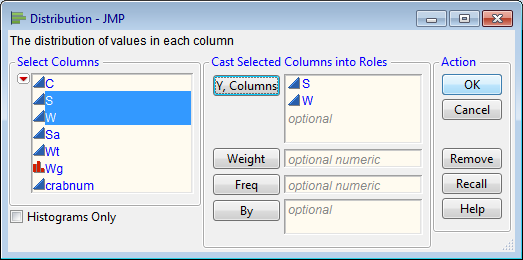 Distribution - JMP
The distribution of values in each column
Select Columns
C
S
W
Sa
Wt
Wg
crabnum
Histograms Only
Cast Selected Columns into Roles
Y, Columns
S
W
optional
Weight
optional numeric
Freq
optional numeric
By
optional
Action
OK
Cancel
Remove
Recall
Help